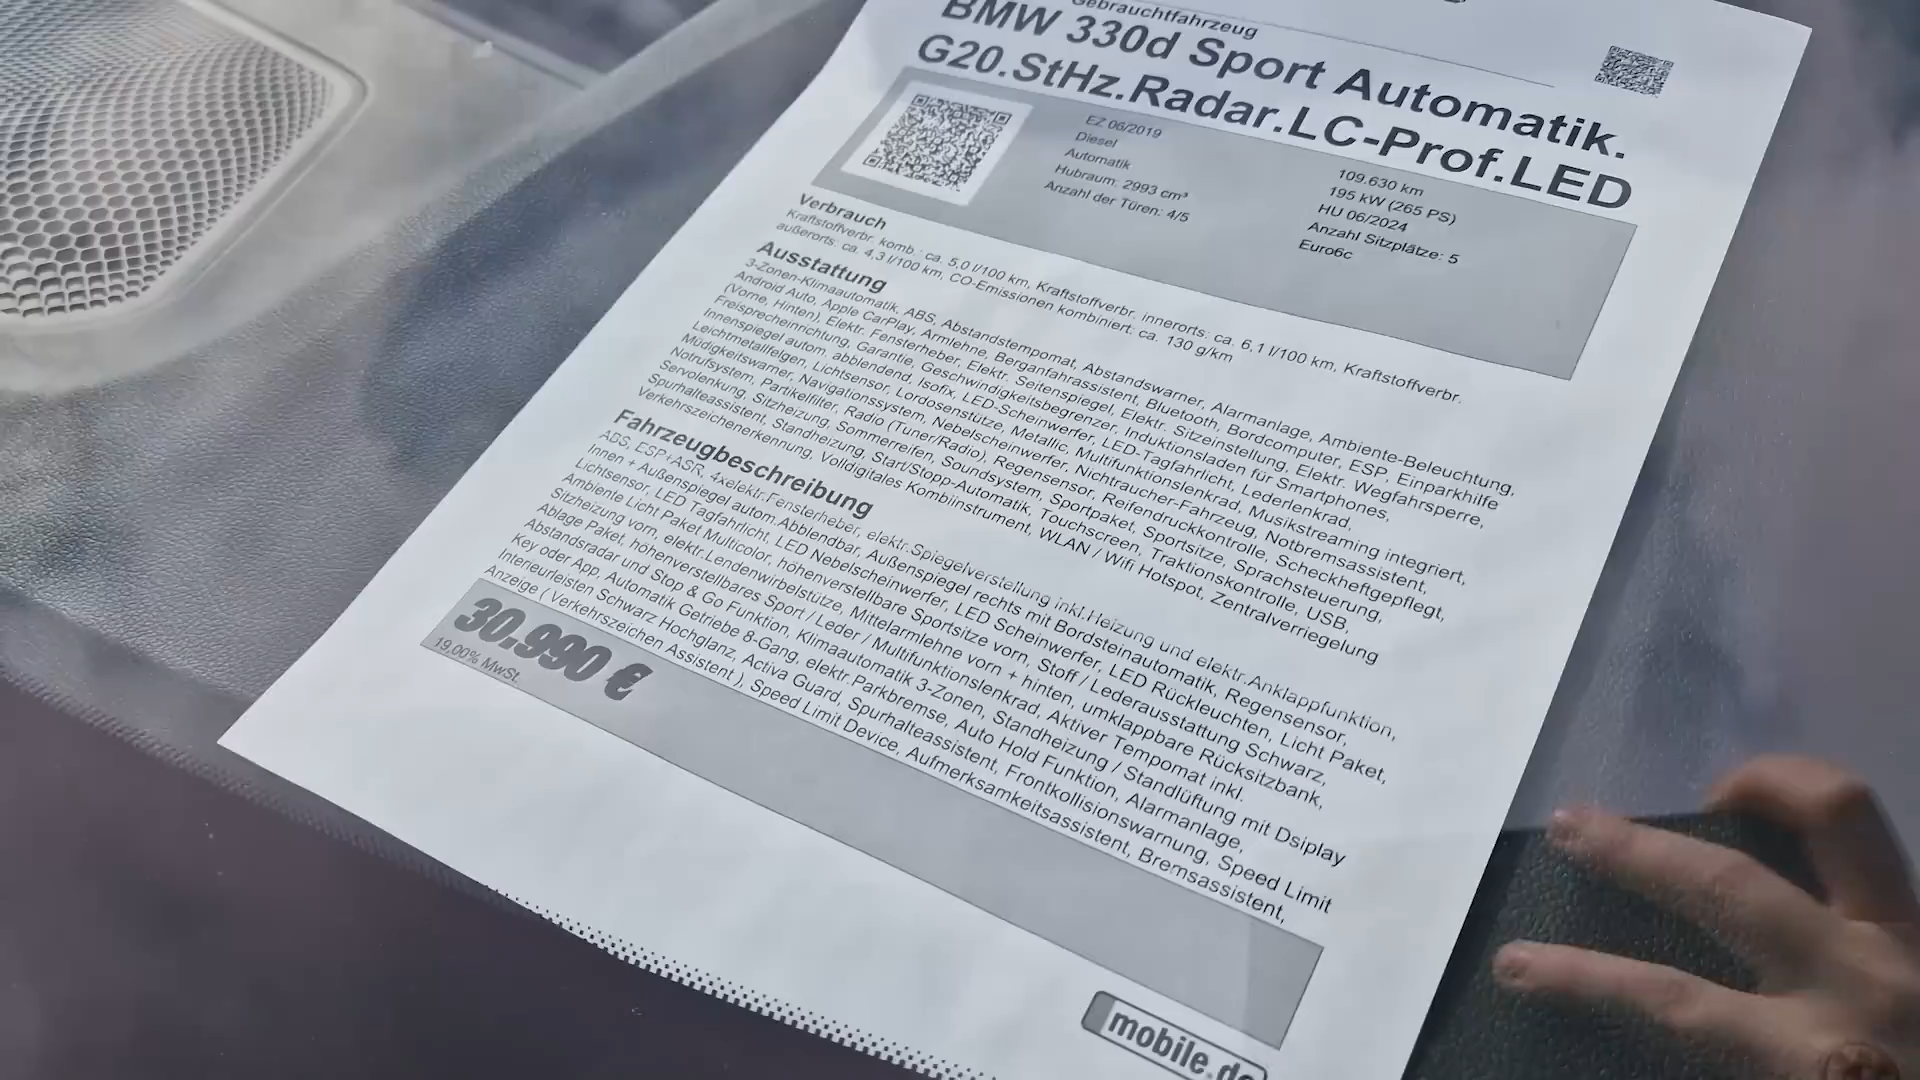 Gebrauchtfahrzeug
BMW 330d Sport Automatik.
G20.StHz.Radar.LC-Prof.LED
EZ 06/2019
Diesel
Automatik
Hubraum: 2993 cm³
Anzahl der Türen: 4/5
109.630 km
195 kW (265 PS)
HU 06/2024
Anzahl Sitzplätze: 5
Euro6c
Verbrauch
Kraftstoffverbr. komb.: ca. 5,0 l/100 km, Kraftstoffverbr. innerorts: ca. 6,1 l/100 km, Kraftstoffverbr.
außerorts: ca. 4,3 l/100 km, CO-Emissionen kombiniert: ca. 130 g/km
Ausstattung
3-Zonen-Klimaautomatik, ABS, Abstandstempomat, Abstandswarner, Alarmanlage, Ambiente-Beleuchtung,
Android Auto, Apple CarPlay, Armlehne, Berganfahrassistent, Bluetooth, Bordcomputer, ESP, Einparkhilfe
(Vorne, Hinten), Elektr. Fensterheber, Elektr. Seitenspiegel, Elektr. Sitzeinstellung, Elektr. Wegfahrsperre,
Freisprecheinrichtung, Garantie, Geschwindigkeitsbegrenzer, Induktionsladen für Smartphones,
Innenspiegel autom. abblendend, Isofix, LED-Scheinwerfer, LED-Tagfahrlicht, Lederlenkrad,
Leichtmetallfelgen, Lichtsensor, Lordosenstütze, Metallic, Multifunktionslenkrad, Musikstreaming integriert,
Müdigkeitswarner, Navigationssystem, Nebelscheinwerfer, Nichtraucher-Fahrzeug, Notbremsassistent,
Notrufsystem, Partikelfilter, Radio (Tuner/Radio), Regensensor, Reifendruckkontrolle, Scheckheftgepflegt,
Servolenkung, Sitzheizung, Sommerreifen, Soundsystem, Sportpaket, Sportsitze, Sprachsteuerung,
Spurhalteassistent, Standheizung, Start/Stopp-Automatik, Touchscreen, Traktionskontrolle, USB,
Verkehrszeichenerkennung, Volldigitales Kombiinstrument, WLAN / Wifi Hotspot, Zentralverriegelung
Fahrzeugbeschreibung
ABS, ESP+ASR, 4xelektr.Fensterheber, elektr.Spiegelverstellung inkl.Heizung und elektr.Anklappfunktion,
Innen + Außenspiegel autom.Abblendbar, Außenspiegel rechts mit Bordsteinautomatik, Regensensor,
Lichtsensor, LED Tagfahrlicht, LED Nebelscheinwerfer, LED Scheinwerfer, LED Rückleuchten, Licht Paket,
Ambiente Licht Paket Multicolor, höhenverstellbare Sportsitze vorn, Stoff / Lederausstattung Schwarz,
Sitzheizung vorn, elektr.Lendenwirbelstütze, Mittelarmlehne vorn + hinten, umklappbare Rücksitzbank,
Ablage Paket, höhenverstellbares Sport / Leder / Multifunktionslenkrad, Aktiver Tempomat inkl.
Abstandsradar und Stop & Go Funktion, Klimaautomatik 3-Zonen, Standheizung / Standlüftung mit Dsiplay
Key oder App, Automatik Getriebe 8-Gang, elektr.Parkbremse, Auto Hold Funktion, Alarmanlage,
Interieurleisten Schwarz Hochglanz, Activa Guard, Spurhalteassistent, Frontkollisionswarnung, Speed Limit
Anzeige ( Verkehrszeichen Assistent ), Speed Limit Device, Aufmerksamkeitsassistent, Bremsassistent,
30.990 €
19,00% MwSt.
mobile.de